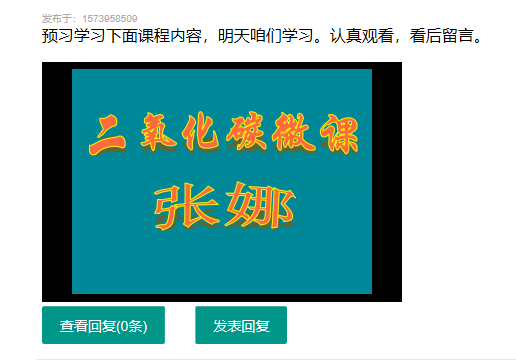 发布于：1573958509
预习学习下面课程内容，明天咱们学习。认真观看，看后留言。
二氧化碳微课
张娜
查看回复(0条)
发表回复